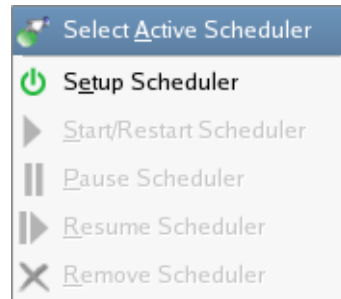 Select Active Scheduler
Setup Scheduler
Start/Restart Scheduler
Pause Scheduler
Resume Scheduler
Remove Scheduler